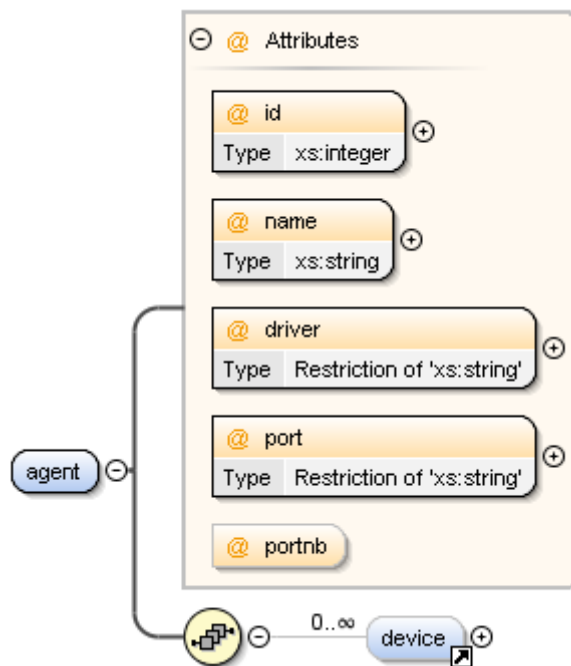 @ Attributes
@ id
Type xs:integer
@ name
Type xs:string
@ driver
Type Restriction of 'xs:string'
@ port
Type Restriction of 'xs:string'
@ portnb
agent
0..∞
device